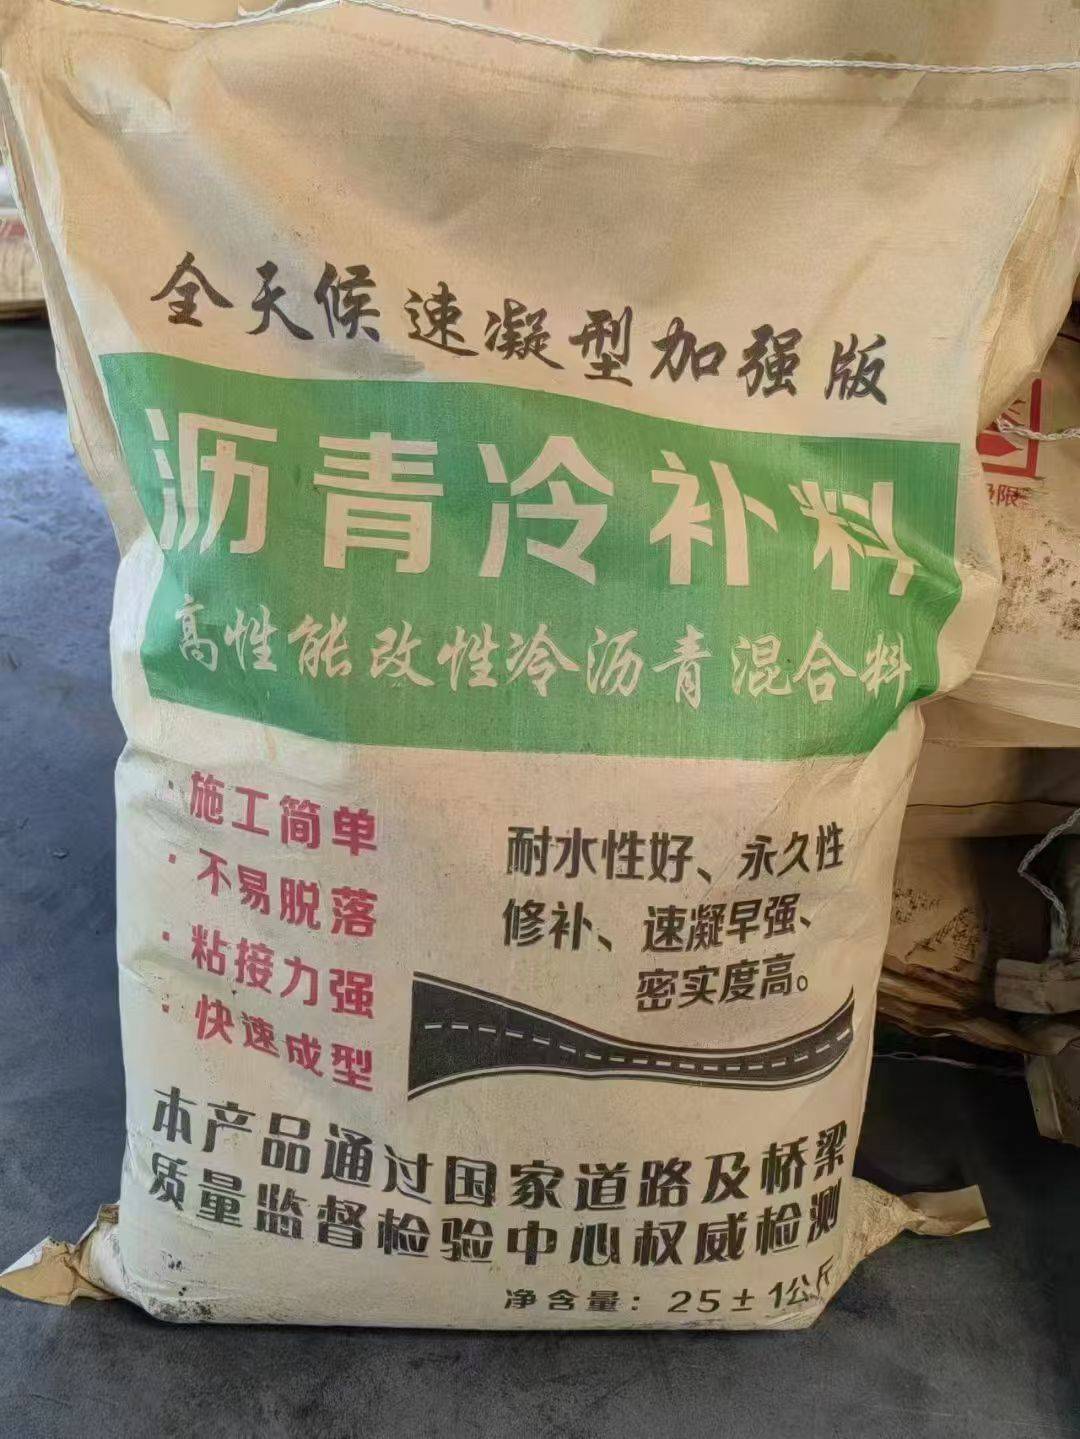 全天候速凝型加强版
沥青冷补料
高性能改性冷沥青混合料
· 施工简单
· 不易脱落
· 粘接力强
· 快速成型
耐水性好、永久性
修补、速凝早强、
密实度高。
本产品通过国家道路及桥梁
质量监督检验中心权威检测
净含量：25±1公斤
限